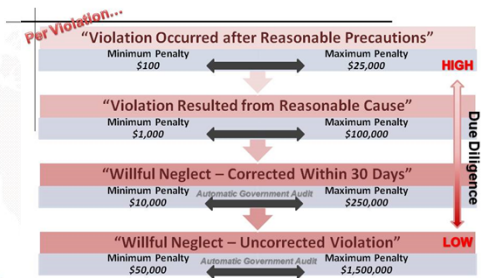 Per Violation...
“Violation Occurred after Reasonable Precautions”
Minimum Penalty Maximum Penalty
$100 $25,000
HIGH
“Violation Resulted from Reasonable Cause”
Minimum Penalty Maximum Penalty
$1,000 $100,000
Due Diligence
“Willful Neglect – Corrected Within 30 Days”
Minimum Penalty Automatic Government Audit Maximum Penalty
$10,000 $250,000
“Willful Neglect – Uncorrected Violation”
LOW
Minimum Penalty Automatic Government Audit Maximum Penalty
$50,000 $1,500,000